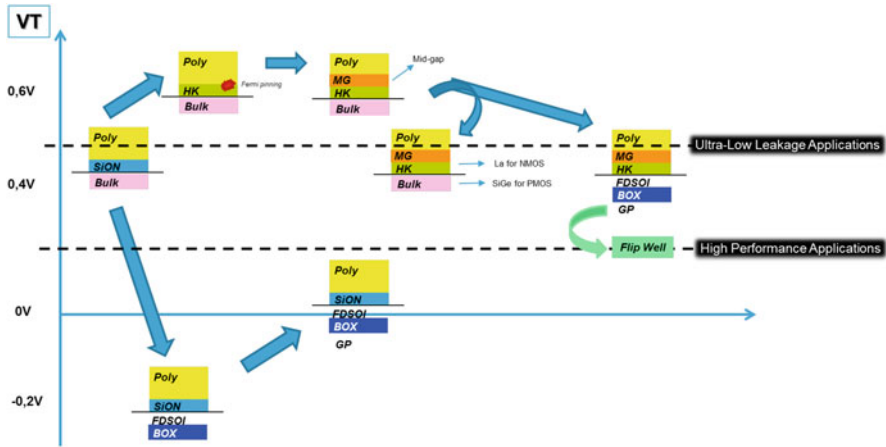 VT
0,6V
0,4V
0V
-0,2V
Poly
SiON
Bulk
Poly
HK
Fermi pinning
Bulk
Poly
MG
HK
Bulk
Mid-gap
Poly
MG
HK
Bulk
La for NMOS
SiGe for PMOS
Poly
MG
HK
FDSOI
BOX
GP
Flip Well
Ultra-Low Leakage Applications
High Performance Applications
Poly
SiON
FDSOI
BOX
GP
Poly
SiON
FDSOI
BOX